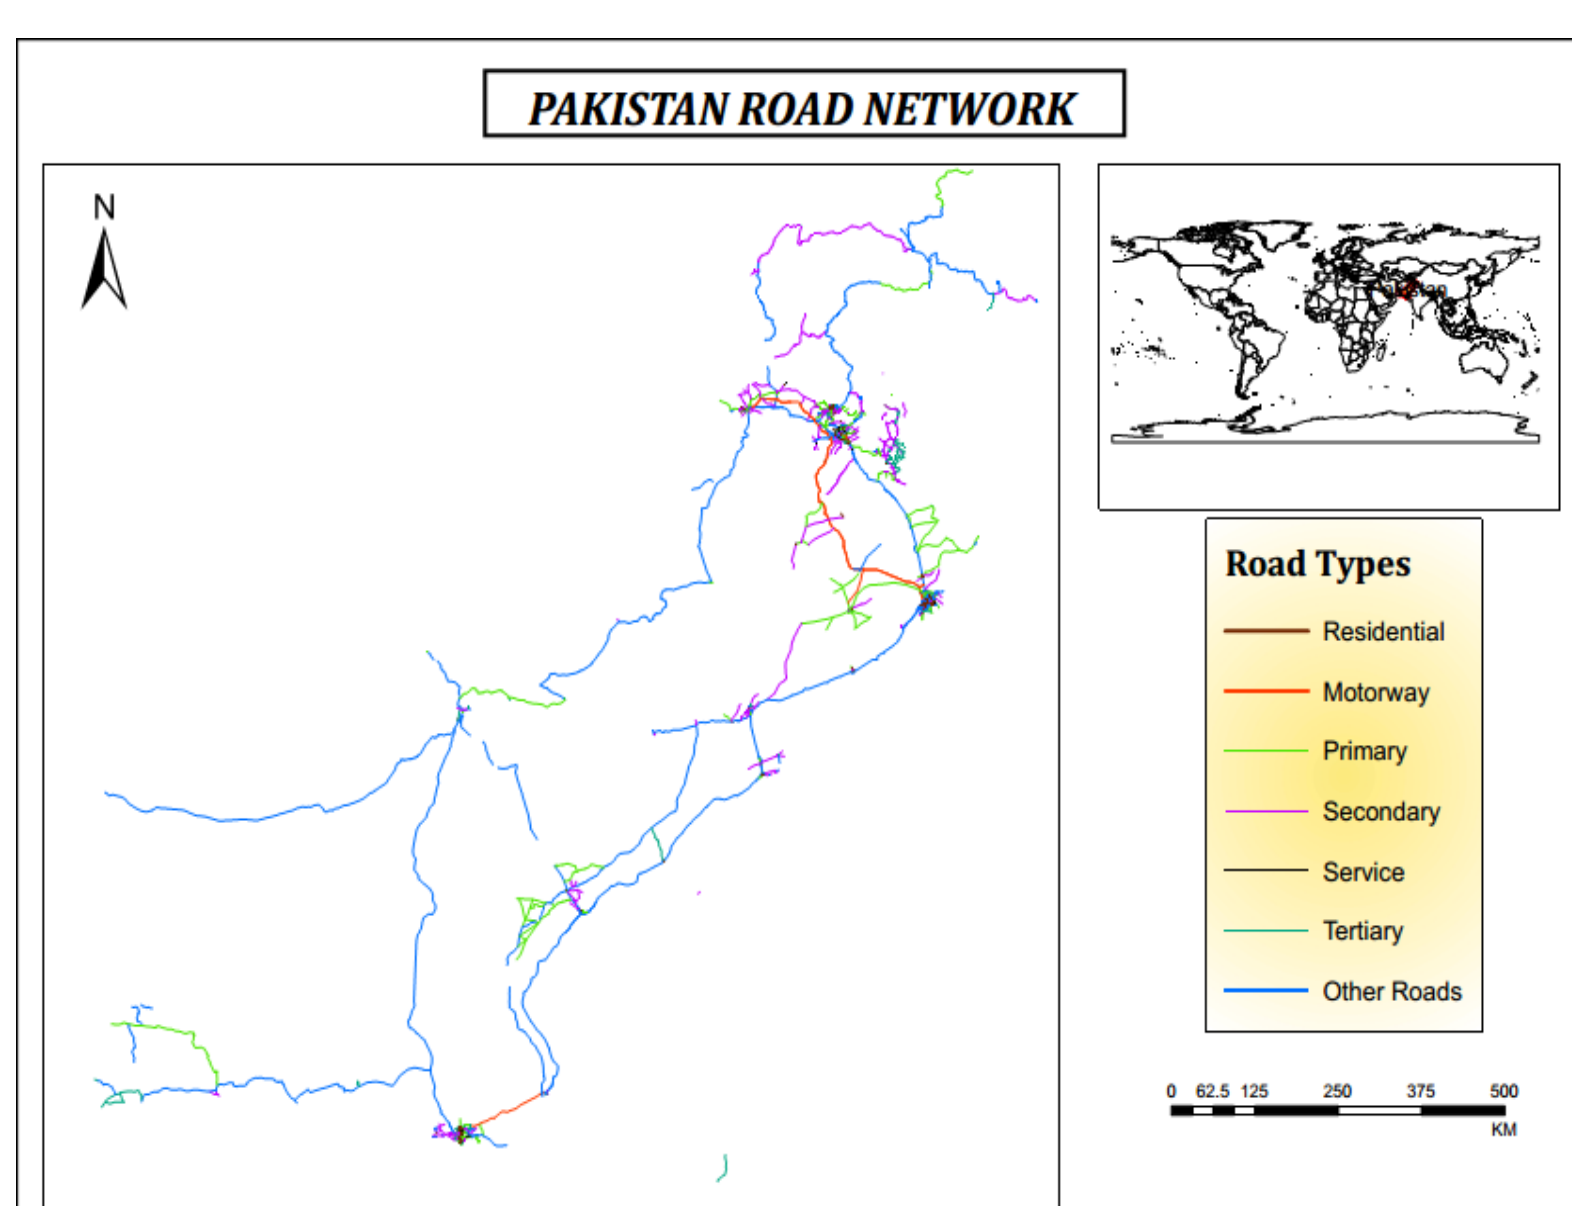 PAKISTAN ROAD NETWORK
N
Pakistan
Road Types
Residential
Motorway
Primary
Secondary
Service
Tertiary
Other Roads
0 62.5 125 250 375 500
KM